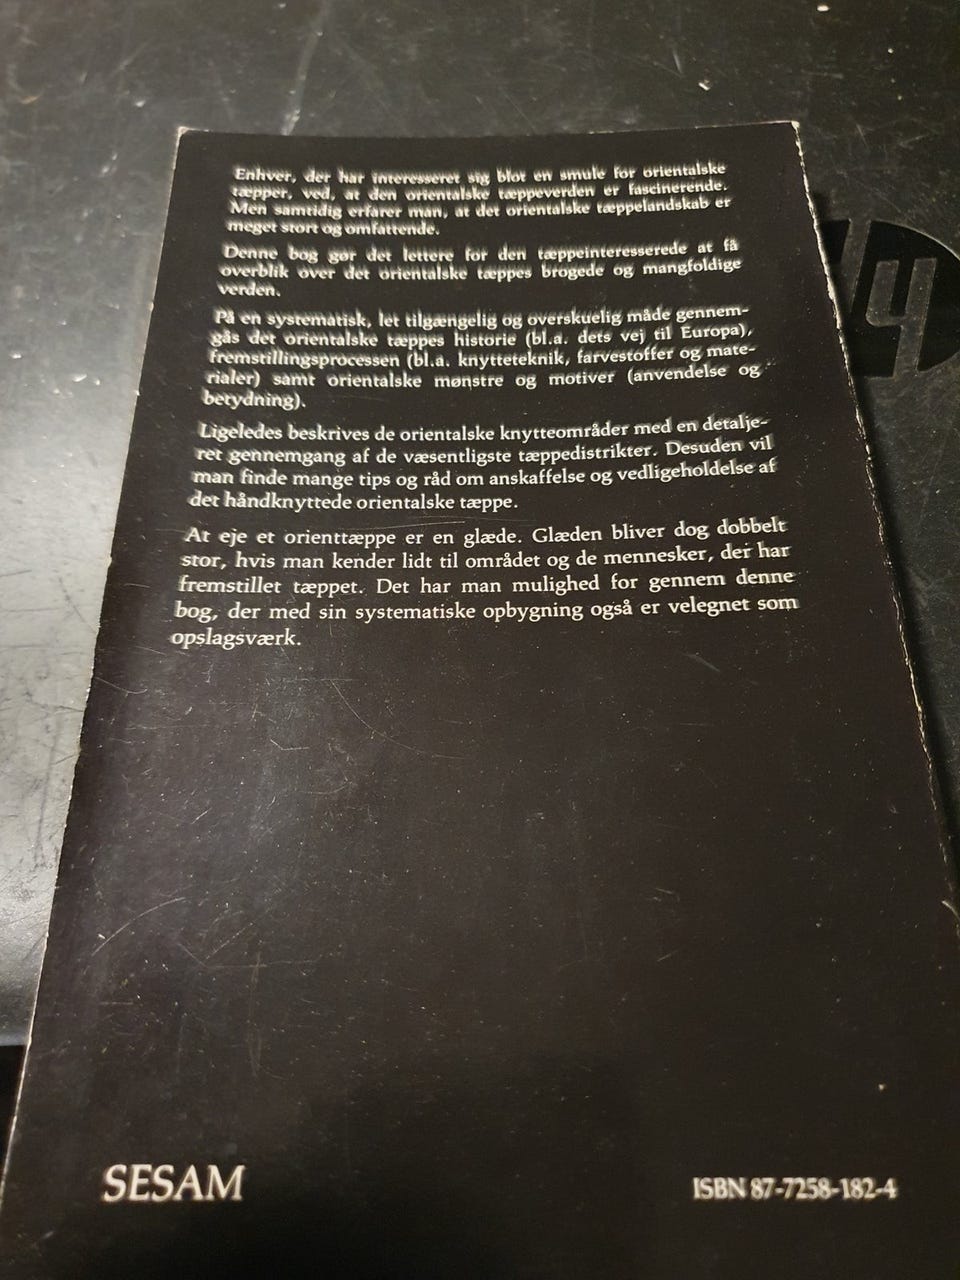 Enhver, der har interesseret sig blot en smule for orientalske
tæpper, ved, at den orientalske tæppeverden er fascinerende.
Men samtidig erfarer man, at det orientalske tæppelandskab er
meget stort og omfattende.
Denne bog gør det lettere for den tæppeinteresserede at få
overblik over det orientalske tæppes brogede og mangfoldige
verden.
På en systematisk, let tilgængelig og overskuelig måde gennem-
gås det orientalske tæppes historie (bl.a. dets vej til Europa),
fremstillingsprocessen (bl.a. knytteteknik, farvestoffer og mate-
rialer) samt orientalske mønstre og motiver (anvendelse og
betydning).
Ligeledes beskrives de orientalske knytteområder med en detalje-
ret gennemgang af de væsentligste tæppedistrikter. Desuden vil
man finde mange tips og råd om anskaffelse og vedligeholdelse af
det håndknyttede orientalske tæppe.
At eje et orienttæppe er en glæde. Glæden bliver dog dobbelt
stor, hvis man kender lidt til området og de mennesker, der har
fremstillet tæppet. Det har man mulighed for gennem denne
bog, der med sin systematiske opbygning også er velegnet som
opslagsværk.
SESAM
ISBN 87-7258-182-4
hp